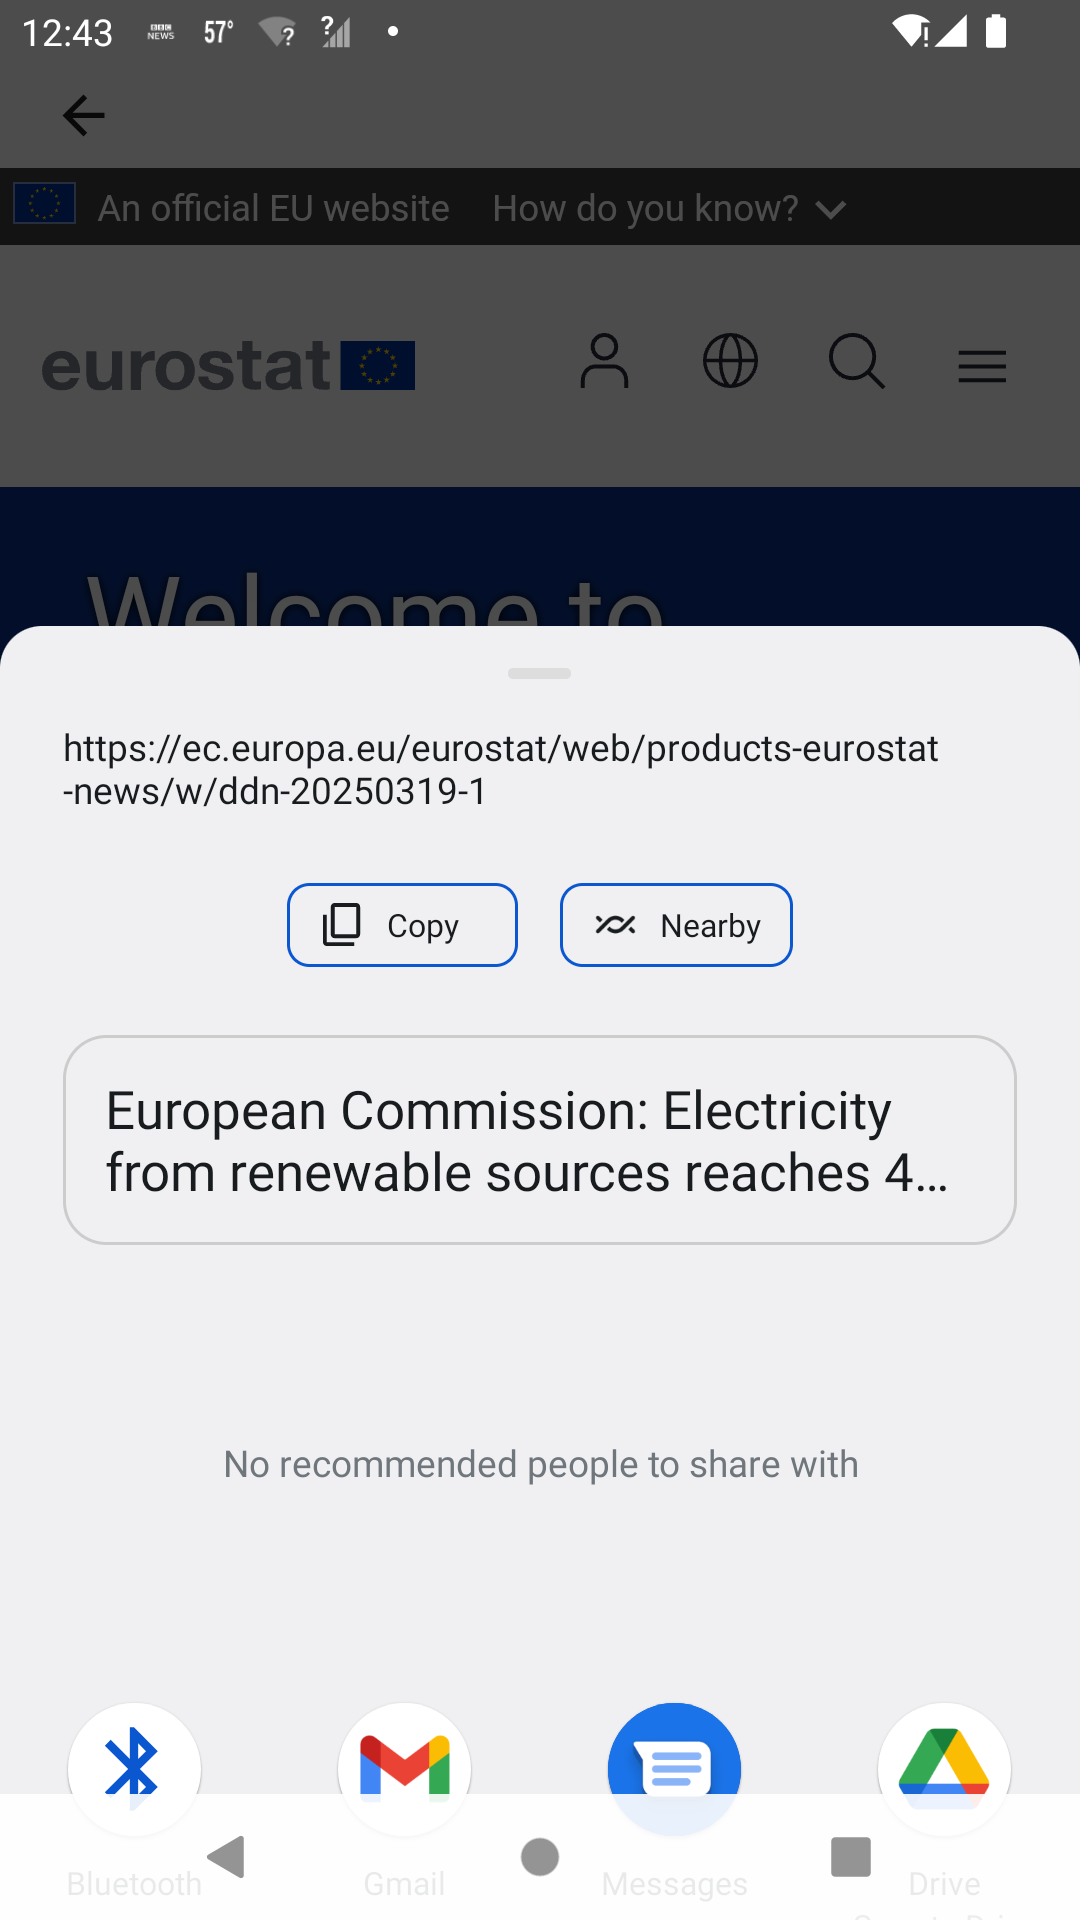 12:43
BBC NEWS
57°
An official EU website How do you know?
eurostat
Welcome to
https://ec.europa.eu/eurostat/web/products-eurostat
-news/w/ddn-20250319-1
Copy Nearby
European Commission: Electricity
from renewable sources reaches 4…
No recommended people to share with
Bluetooth Gmail Messages Drive